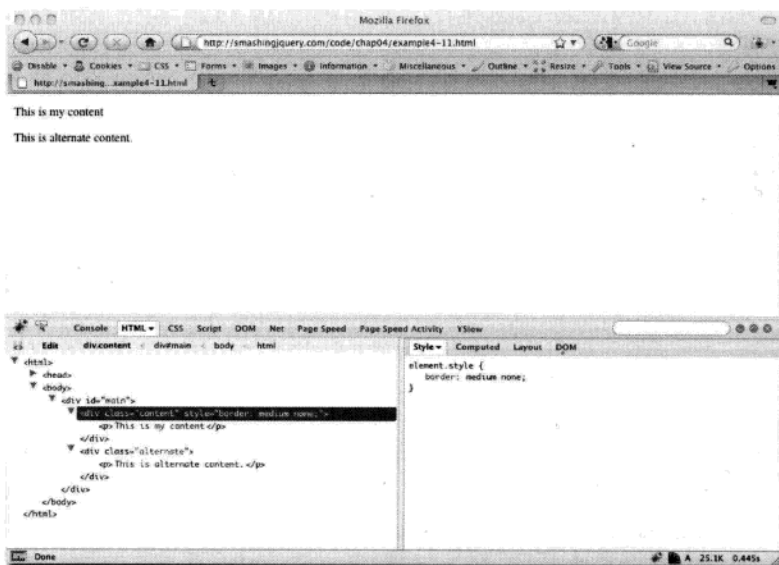 Mozilla Firefox
http://smashingjquery.com/code/chap04/example4-11.html
Google
Disable Cookies CSS Forms Images Information Miscellaneous Outline Resize Tools View Source Options
http://smashing...xample4-11.html
This is my content
This is alternate content.
Console HTML CSS Script DOM Net Page Speed Page Speed Activity YSlow
Edit div.content < div#main < body < html
Style Computed Layout DOM
<html>
<head>
<body>
<div id="main">
<div class="content" style="border: medium none;">
<p>This is my content</p>
</div>
<div class="alternate">
<p>This is alternate content.</p>
</div>
</div>
</body>
</html>
element.style {
border: medium none;
}
Done
A 25.1K 0.445s